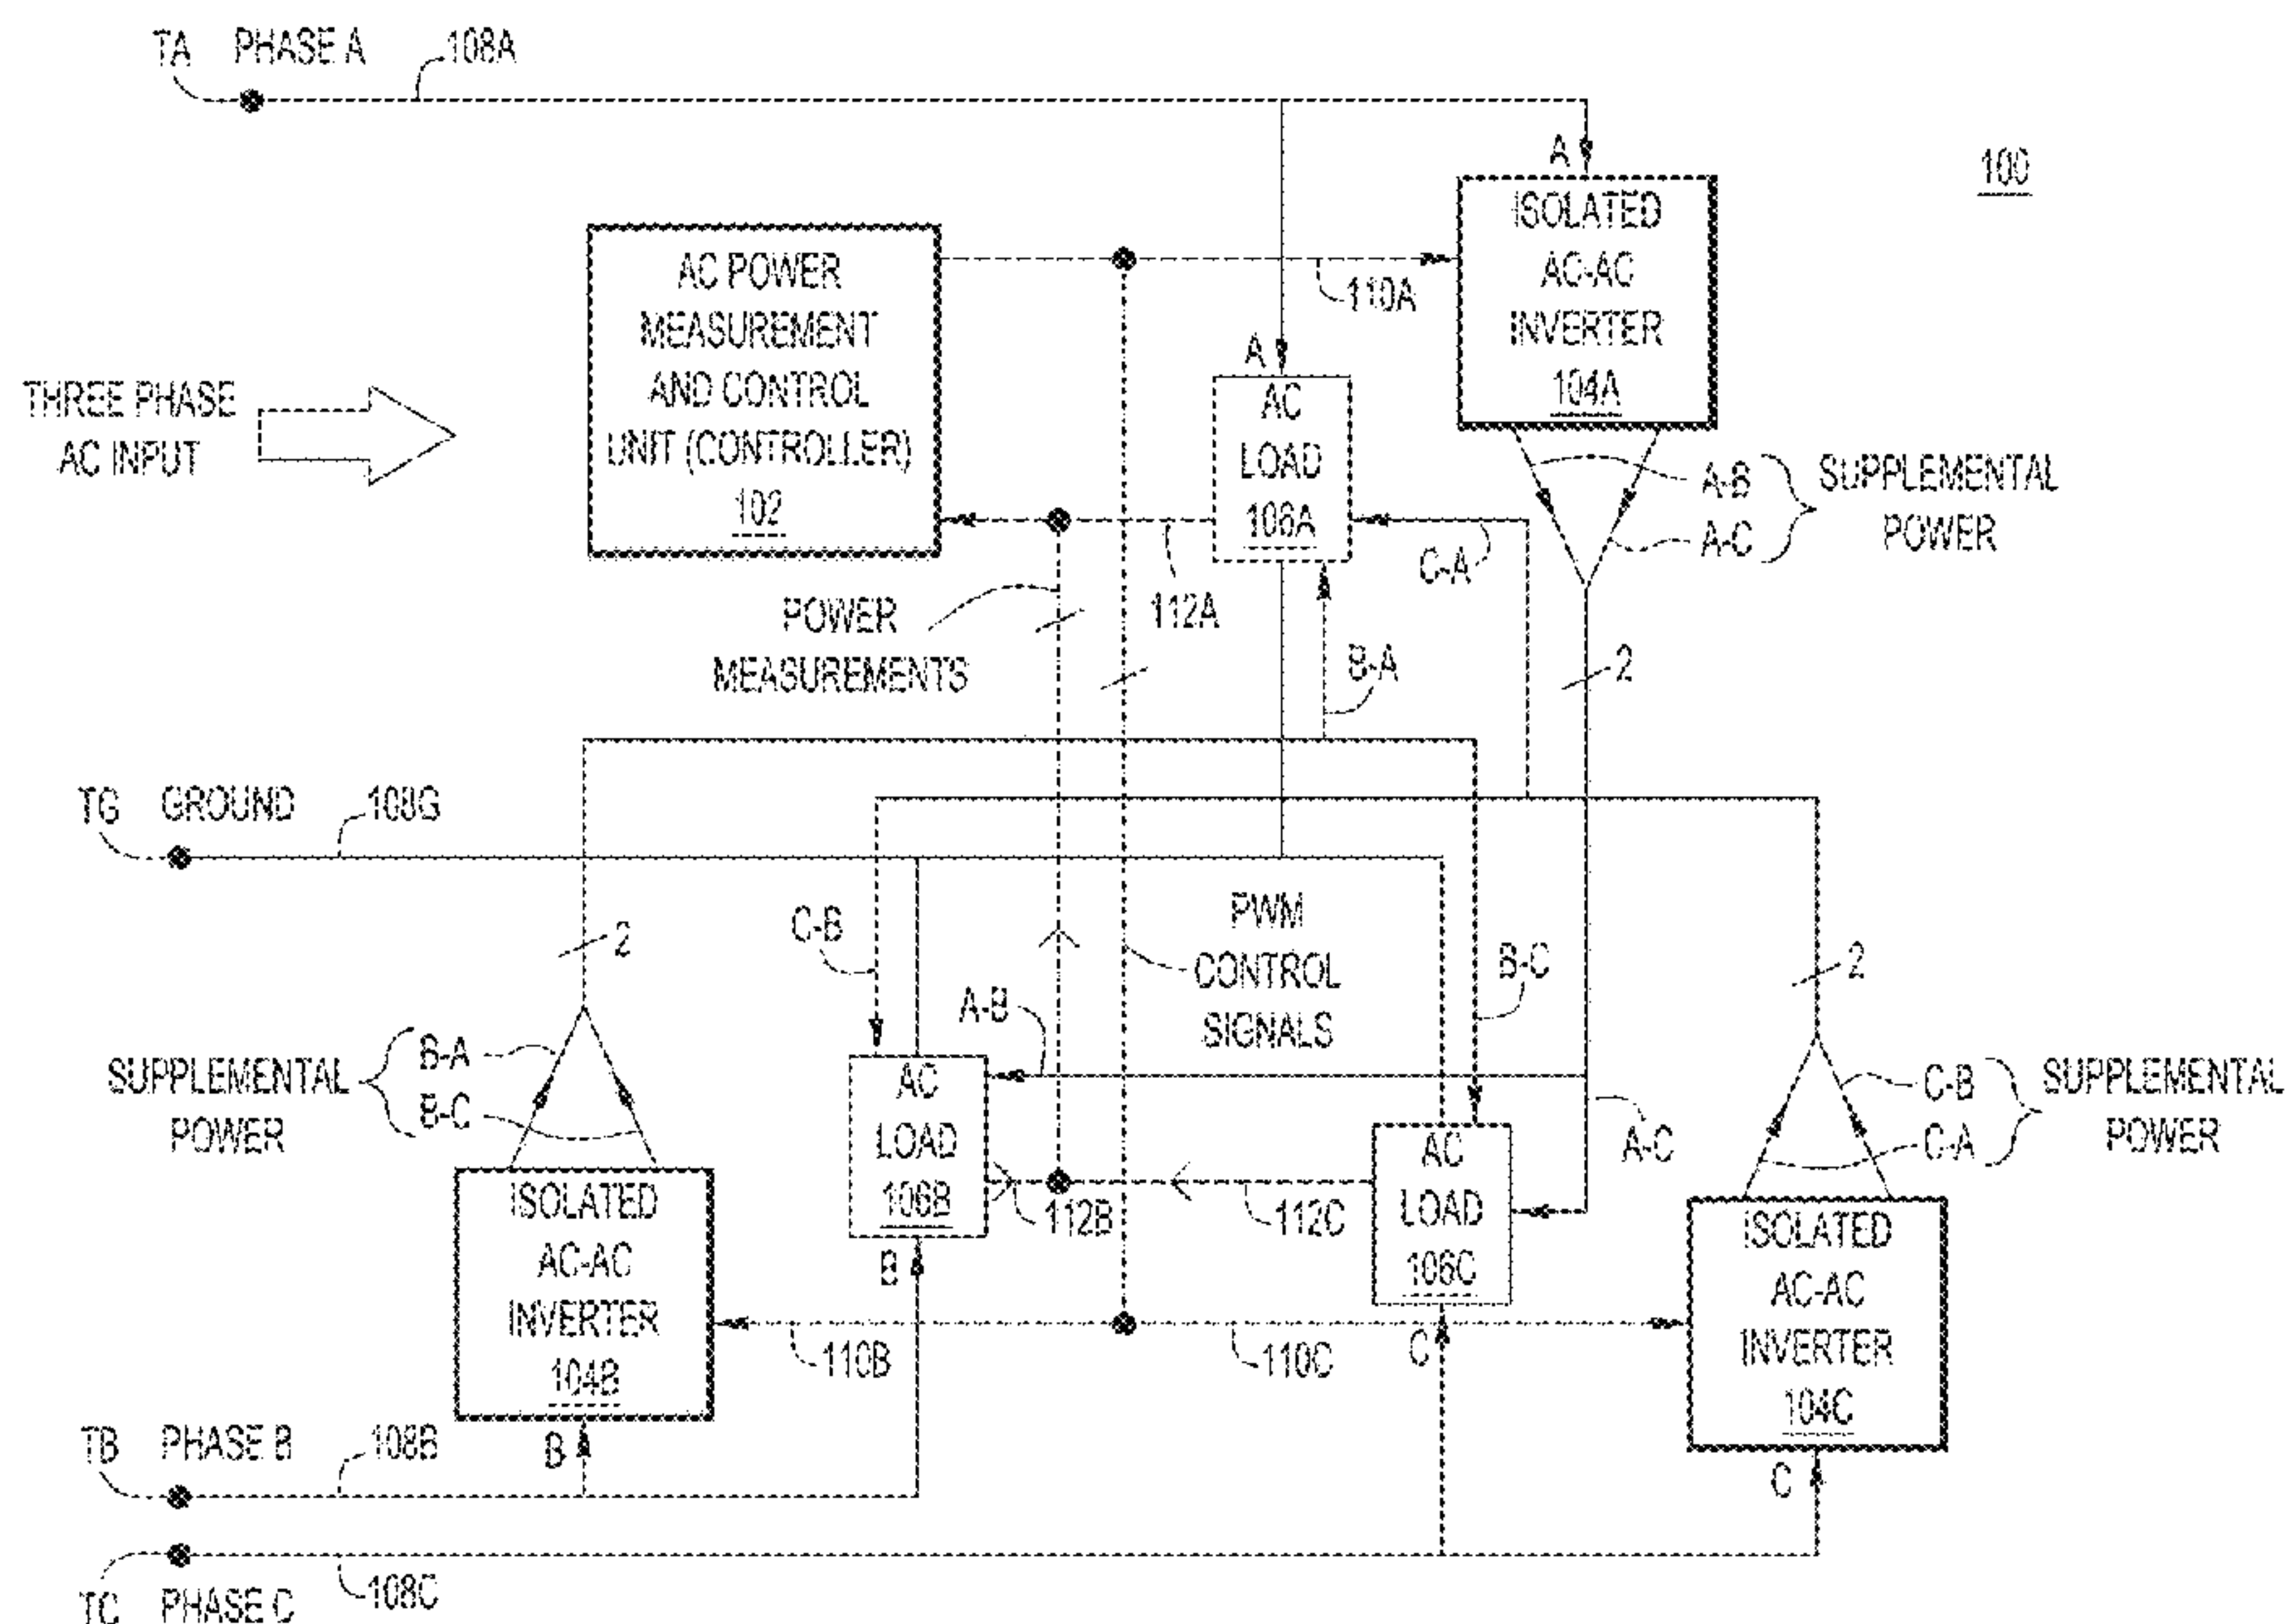 TA PHASE A 108A
100
A
ISOLATED
AC-AC
INVERTER
104A
AC POWER
MEASUREMENT
AND CONTROL
UNIT (CONTROLLER)
102
110A
THREE PHASE
AC INPUT
A
AC
LOAD
106A
A-B
A-C
SUPPLEMENTAL
POWER
C-A
112A
POWER
MEASUREMENTS
B-A
2
TG GROUND 108G
C-B
2
PWM
CONTROL
SIGNALS
B-C
2
A-B
SUPPLEMENTAL
POWER
B-A
B-C
AC
LOAD
106B
112B
112C
AC
LOAD
106C
A-C
C-B
C-A
SUPPLEMENTAL
POWER
ISOLATED
AC-AC
INVERTER
104B
B
110B
110C
C
ISOLATED
AC-AC
INVERTER
104C
TB PHASE B 108B
B
C
TC PHASE C 108C